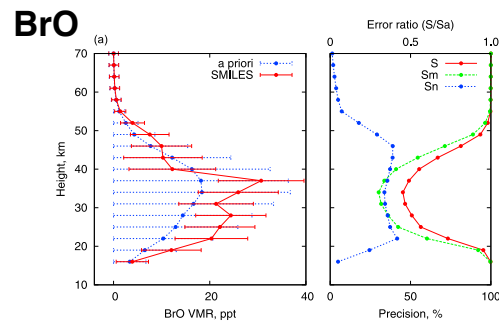 BrO
(a)
Error ratio (S/Sa)
0 0.5 1.0
a priori
SMILES
S
Sm
Sn
Height, km
70
60
50
40
30
20
10
0 20 40
BrO VMR, ppt
0 50 100
Precision, %